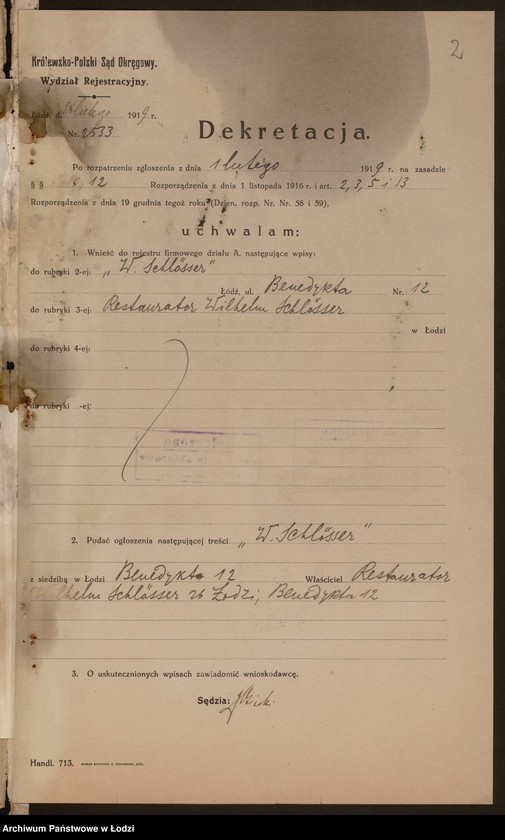 2
Królewsko-Polski Sąd Okręgowy.
Wydział Rejestracyjny.
Łódź, d. lutego 1919 r.
Nr. 2533
Dekretacja.
Po rozpatrzeniu zgłoszenia z dnia 1 lutego 1919 r. na zasadzie
§ § 12 Rozporządzenia z dnia 1 listopada 1916 r. i art. 2, 3, 5 i 13
Rozporządzenia z dnia 19 grudnia tegoż roku (Dzien. rozp. Nr. Nr. 58 i 59),
uchwalam:
1. Wnieść do rejestru firmowego działu A. następujące wpisy:
do rubryki 2-ej: „W. Schlösser"
Łódź, ul. Benedykta Nr. 12
do rubryki 3-ej: Restaurator Wilhelm Schlösser
w Łodzi
do rubryki 4-ej:
do rubryki -ej:
2. Podać ogłoszenia następującej treści „W. Schlösser"
z siedzibą w Łodzi Benedykta 12 Właściciel Restaurator
Wilhelm Schlösser w Łodzi, Benedykta 12
3. O uskutecznionych wpisach zawiadomić wnioskodawcę.
Sędzia:
Handl. 713.
Archiwum Państwowe w Łodzi